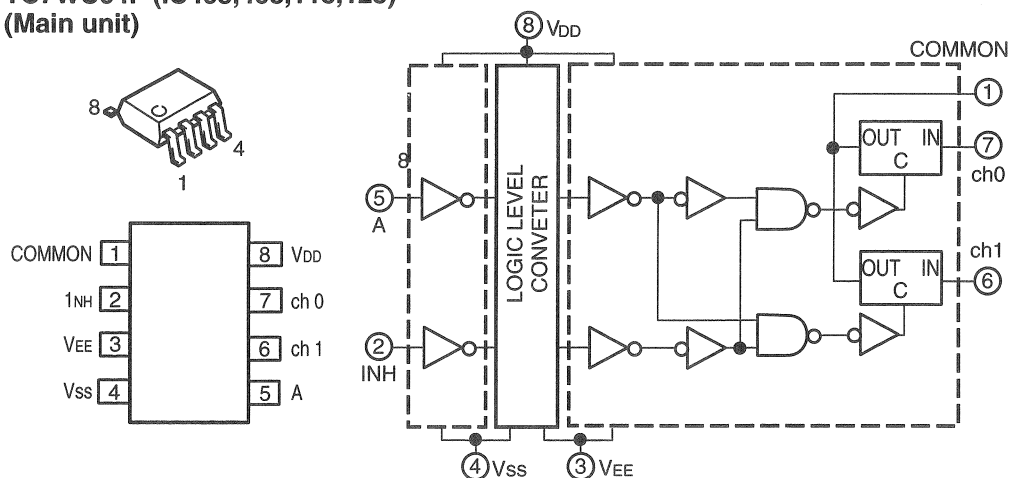 (Main unit)
8
4
1
COMMON 1
1NH 2
VEE 3
Vss 4
8 VDD
7 ch 0
6 ch 1
5 A
8 VDD
COMMON
1
OUT IN
C
7
ch0
8
5
A
LOGIC LEVEL
CONVETER
ch1
OUT IN
C
6
2
INH
4 Vss
3 VEE